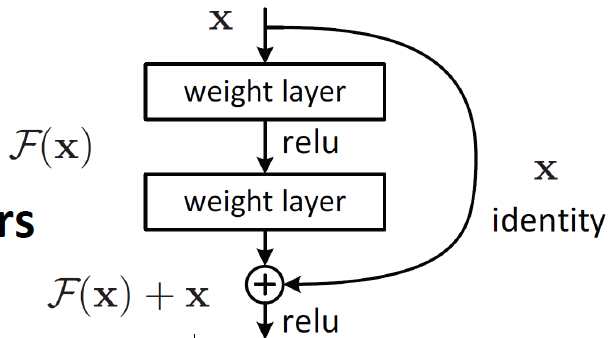 x
weight layer
relu
F(x)
x
weight layer
rs
identity
F(x) + x
+
relu